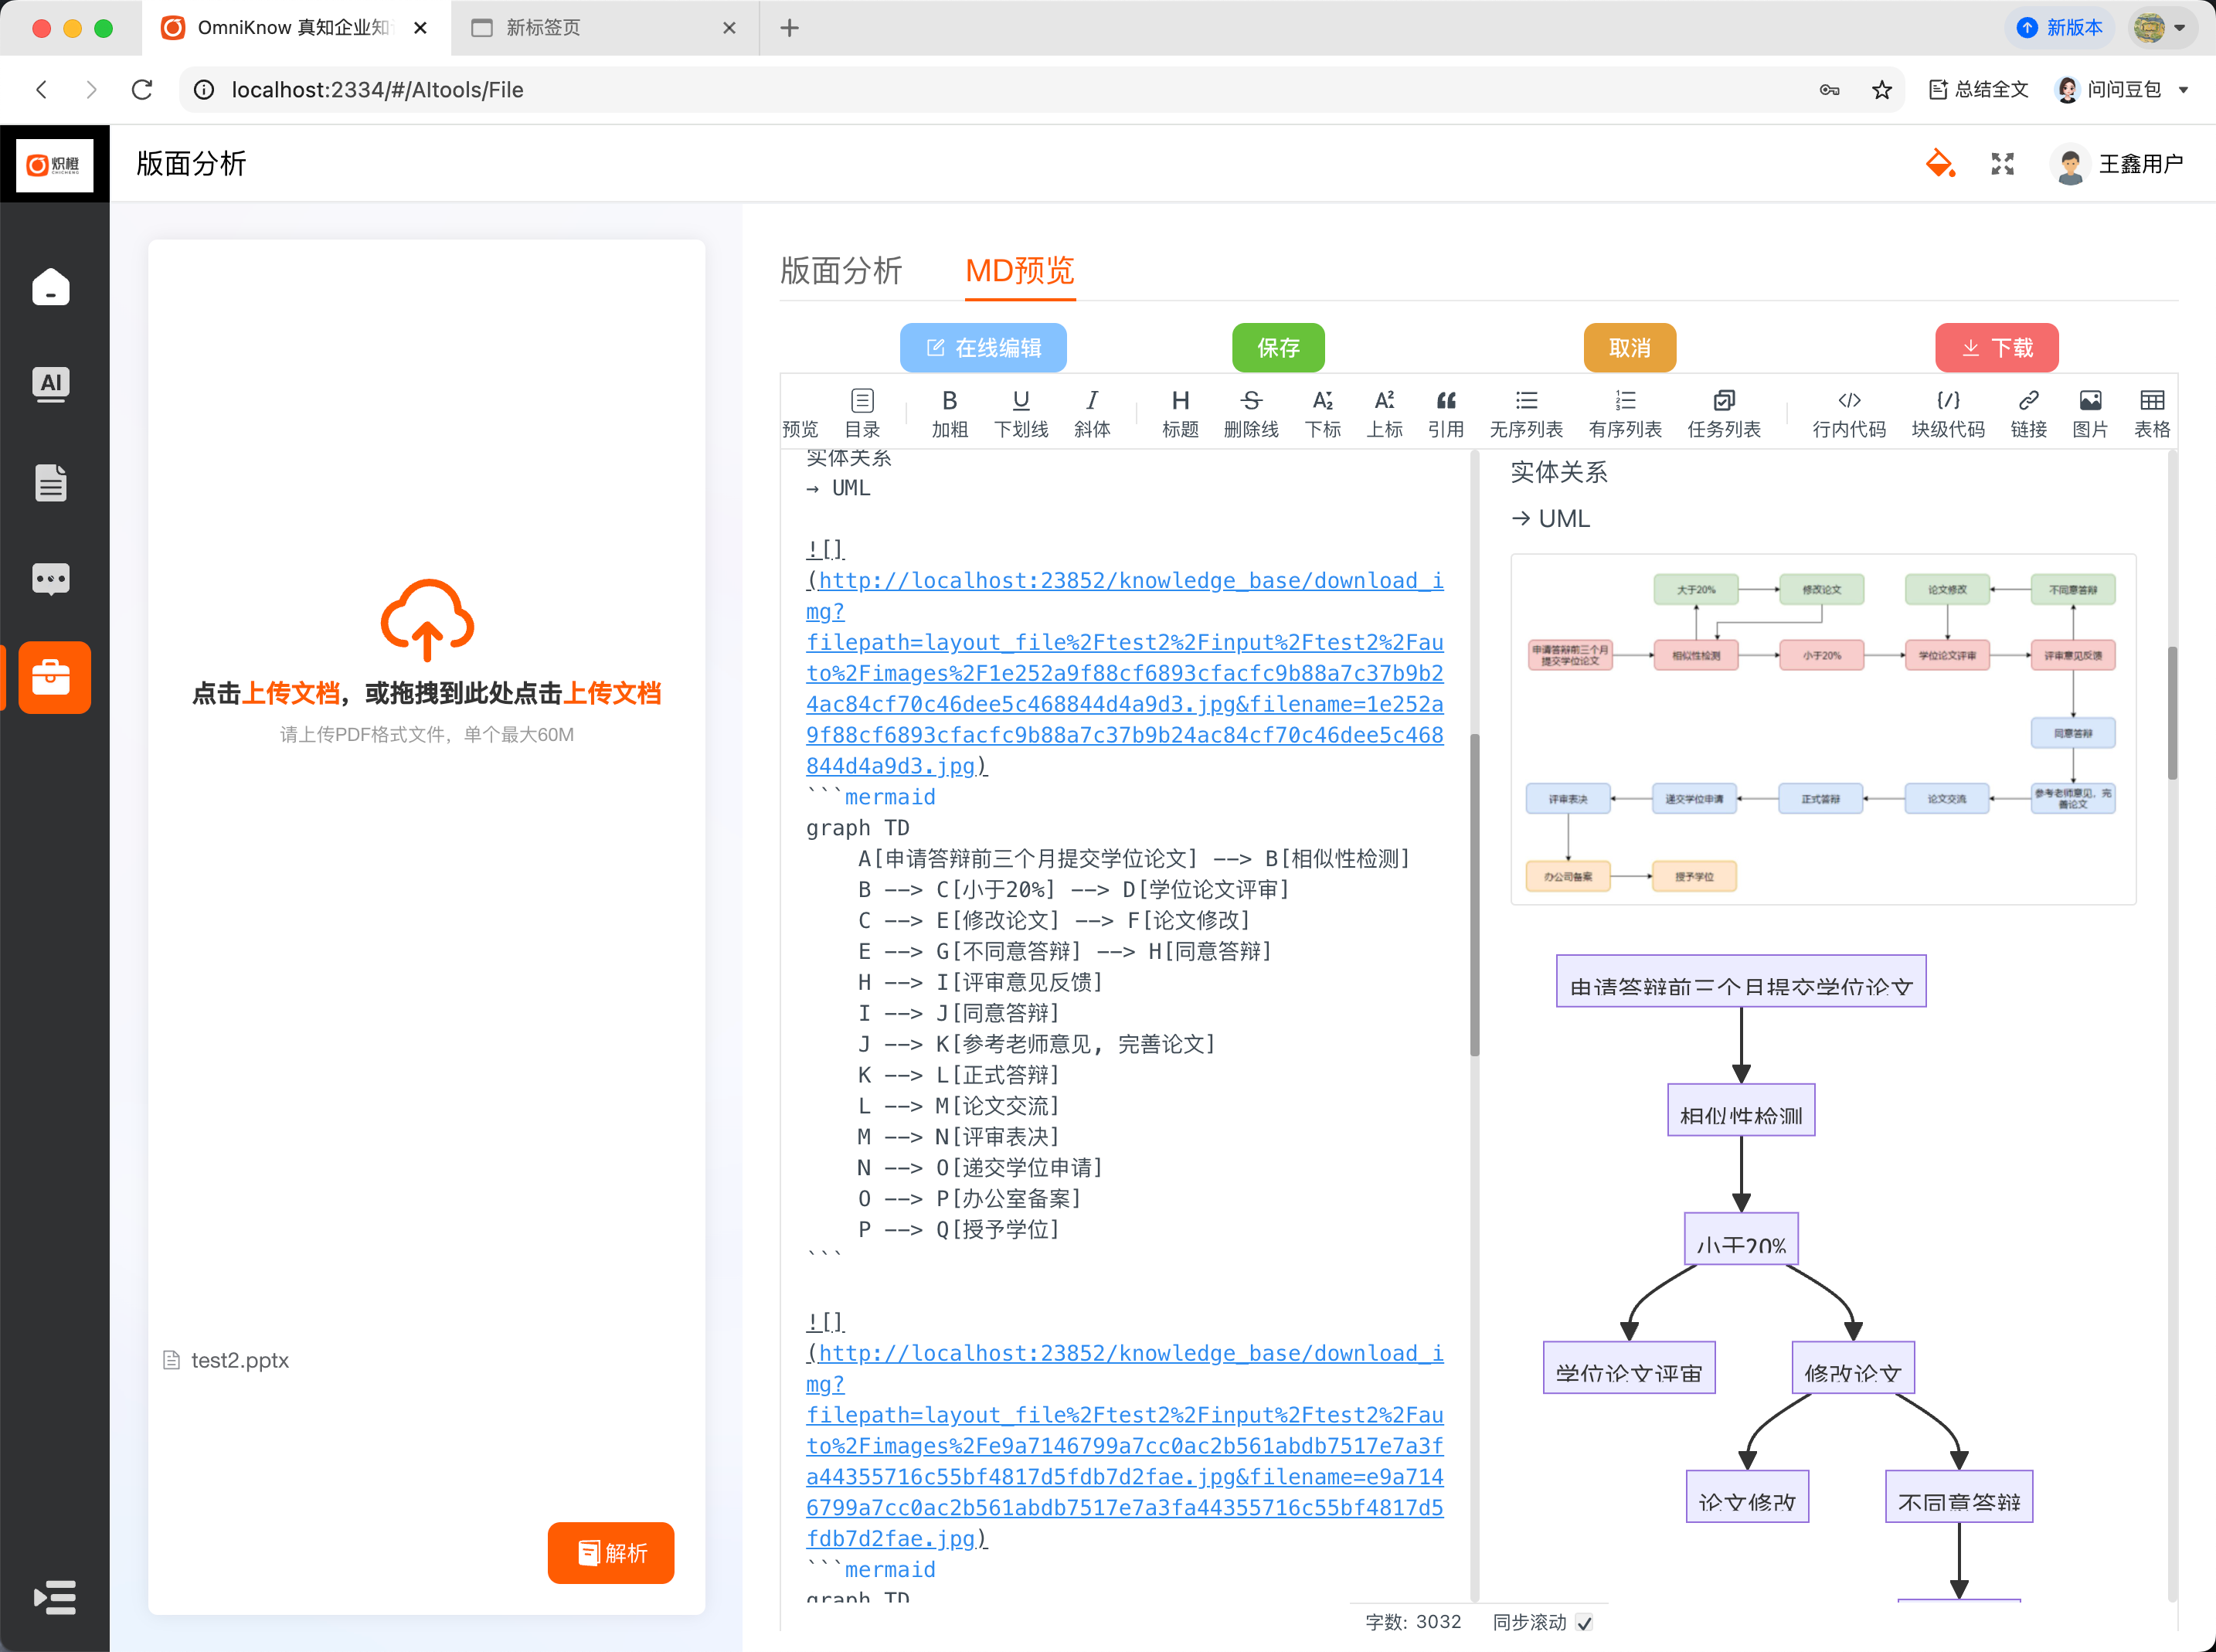 OmniKnow 真知企业知
新标签页
新版本
localhost:2334/#/AItools/File
总结全文
问问豆包
炽橙
CHICHENG
版面分析
王鑫用户
AI
点击上传文档，或拖拽到此处点击上传文档
请上传PDF格式文件，单个最大60M
test2.pptx
解析
版面分析
MD预览
在线编辑
保存
取消
下载
预览
目录
加粗
下划线
斜体
标题
删除线
下标
上标
引用
无序列表
有序列表
任务列表
行内代码
块级代码
链接
图片
表格
实体关系
→ UML
![]
(http://localhost:23852/knowledge_base/download_i
mg?
filepath=layout_file%2Ftest2%2Finput%2Ftest2%2Fau
to%2Fimages%2F1e252a9f88cf6893cfacfc9b88a7c37b9b2
4ac84cf70c46dee5c468844d4a9d3.jpg&filename=1e252a
9f88cf6893cfacfc9b88a7c37b9b24ac84cf70c46dee5c468
844d4a9d3.jpg)
```mermaid
graph TD
A[申请答辩前三个月提交学位论文] --> B[相似性检测]
B --> C[小于20%] --> D[学位论文评审]
C --> E[修改论文] --> F[论文修改]
E --> G[不同意答辩] --> H[同意答辩]
H --> I[评审意见反馈]
I --> J[同意答辩]
J --> K[参考老师意见, 完善论文]
K --> L[正式答辩]
L --> M[论文交流]
M --> N[评审表决]
N --> O[递交学位申请]
O --> P[办公室备案]
P --> Q[授予学位]
```
![]
(http://localhost:23852/knowledge_base/download_i
mg?
filepath=layout_file%2Ftest2%2Finput%2Ftest2%2Fau
to%2Fimages%2Fe9a7146799a7cc0ac2b561abdb7517e7a3f
a44355716c55bf4817d5fdb7d2fae.jpg&filename=e9a714
6799a7cc0ac2b561abdb7517e7a3fa44355716c55bf4817d5
fdb7d2fae.jpg)
```mermaid
graph TD
实体关系
→ UML
大于20%
修改论文
论文修改
不同意答辩
申请答辩前三个月
提交学位论文
相似性检测
小于20%
学位论文评审
评审意见反馈
同意答辩
评审表决
递交学位申请
正式答辩
论文交流
参考老师意见，完
善论文
办公司备案
授予学位
申请答辩前三个月提交学位论文
相似性检测
小于20%
学位论文评审
修改论文
论文修改
不同意答辩
字数: 3032
同步滚动